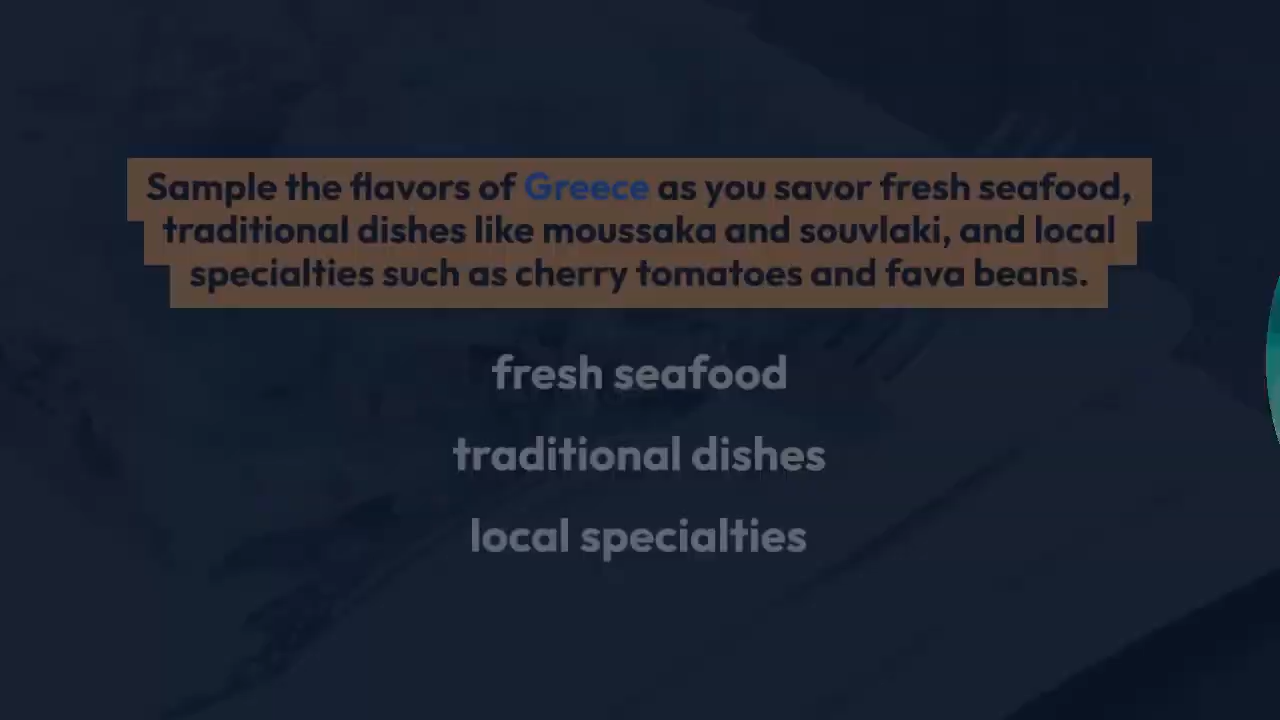 Sample the flavors of Greece as you savor fresh seafood,
traditional dishes like moussaka and souvlaki, and local
specialties such as cherry tomatoes and fava beans.
fresh seafood
traditional dishes
local specialties